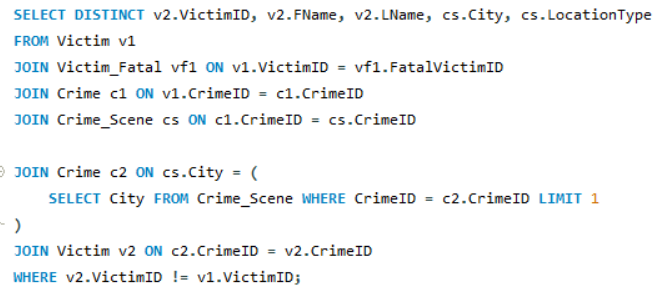 SELECT DISTINCT v2.VictimID, v2.FName, v2.LName, cs.City, cs.LocationType
FROM Victim v1
JOIN Victim_Fatal vf1 ON v1.VictimID = vf1.FatalVictimID
JOIN Crime c1 ON v1.CrimeID = c1.CrimeID
JOIN Crime_Scene cs ON c1.CrimeID = cs.CrimeID
JOIN Crime c2 ON cs.City = (
SELECT City FROM Crime_Scene WHERE CrimeID = c2.CrimeID LIMIT 1
)
JOIN Victim v2 ON c2.CrimeID = v2.CrimeID
WHERE v2.VictimID != v1.VictimID;